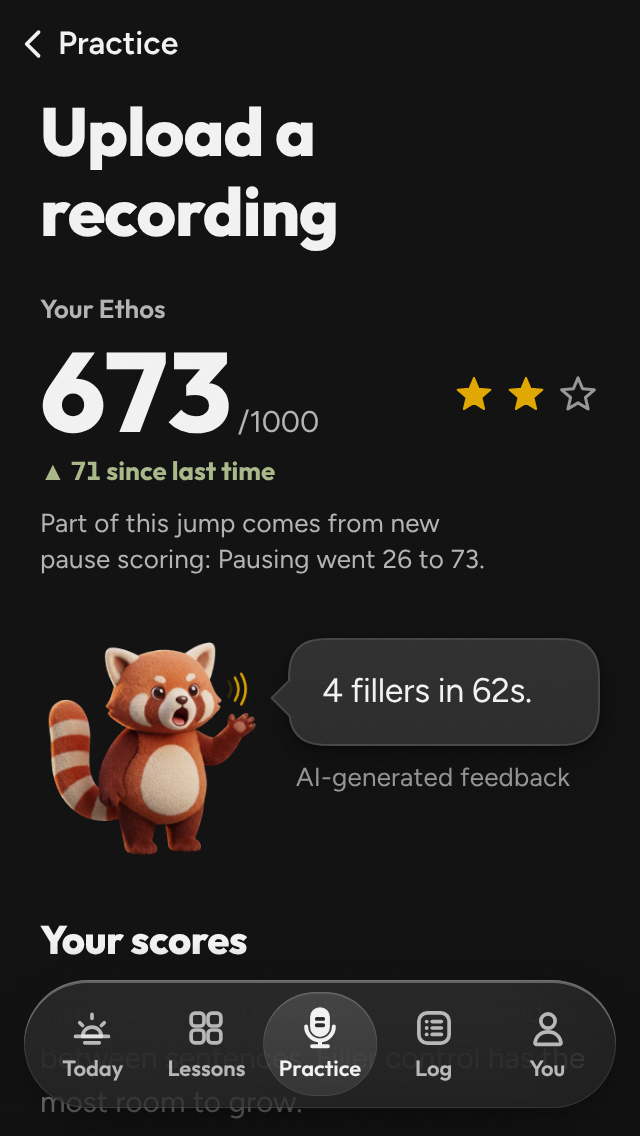 Practice
Upload a
recording
Your Ethos
673/1000
▲ 71 since last time
Part of this jump comes from new
pause scoring: Pausing went 26 to 73.
4 fillers in 62s.
AI-generated feedback
Your scores
between sentences. Filler control has the
Today Lessons Practice Log You
most room to grow.